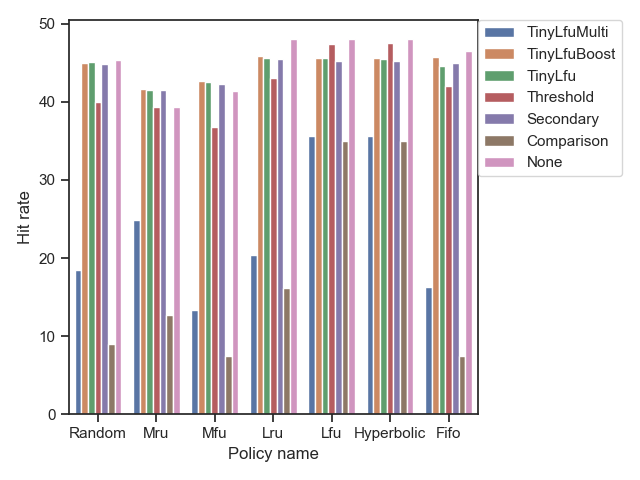 50
40
30
20
10
0
Hit rate
Random Mru Mfu Lru Lfu Hyperbolic Fifo
Policy name
TinyLfuMulti
TinyLfuBoost
TinyLfu
Threshold
Secondary
Comparison
None